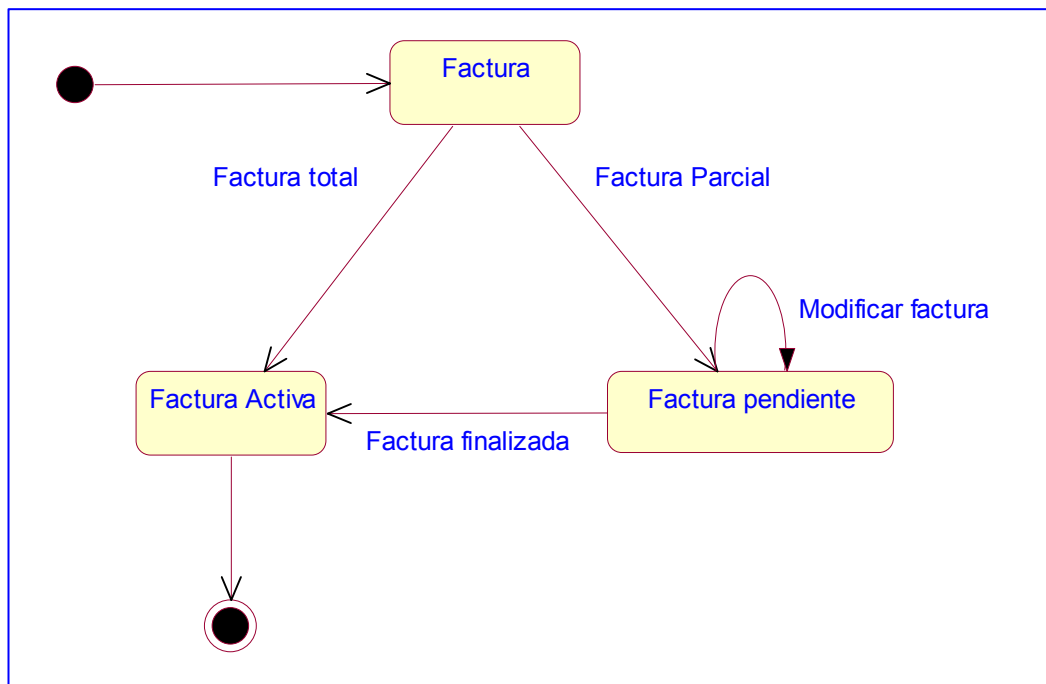 Factura
Factura total
Factura Parcial
Modificar factura
Factura Activa
Factura pendiente
Factura finalizada